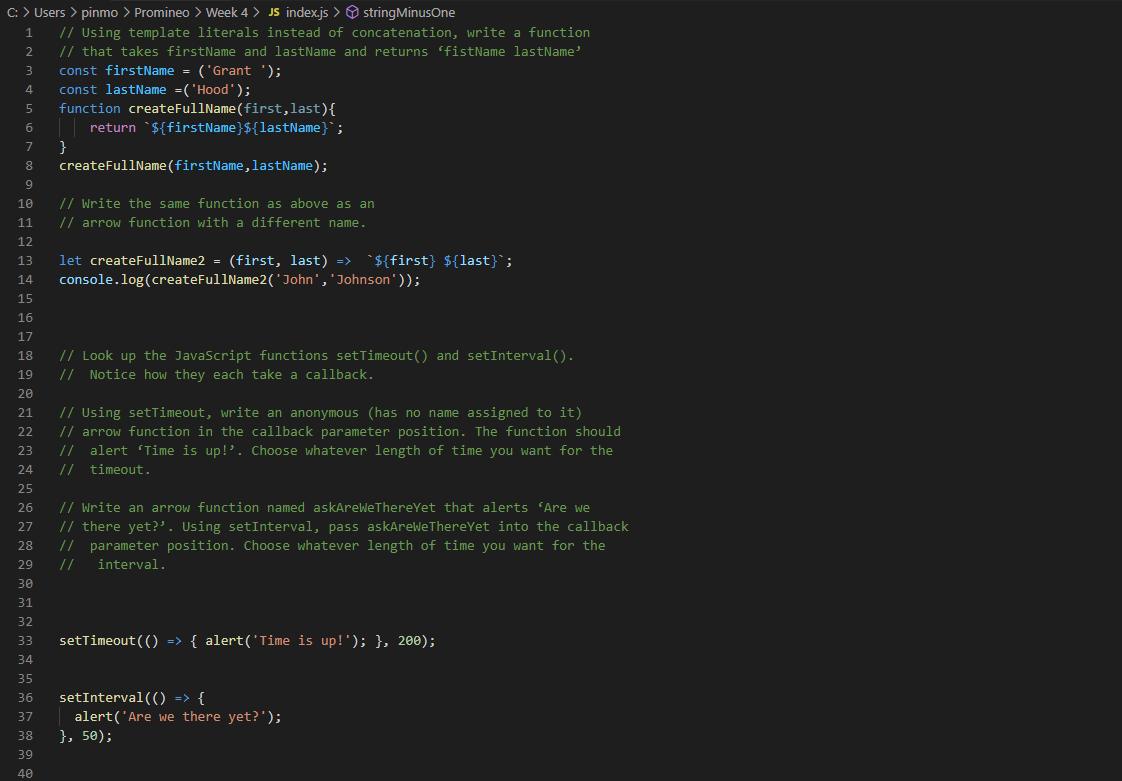 C: > Users > pinmo > Promineo > Week 4 > JS index.js > stringMinusOne
1 // Using template literals instead of concatenation, write a function
2 // that takes firstName and lastName and returns ‘fistName lastName’
3 const firstName = ('Grant ');
4 const lastName =('Hood');
5 function createFullName(first,last){
6 return `${firstName}${lastName}`;
7 }
8 createFullName(firstName,lastName);
9
10 // Write the same function as above as an
11 // arrow function with a different name.
12
13 let createFullName2 = (first, last) =>  `${first} ${last}`;
14 console.log(createFullName2('John','Johnson'));
15
16
17
18 // Look up the JavaScript functions setTimeout() and setInterval().
19 //  Notice how they each take a callback.
20
21 // Using setTimeout, write an anonymous (has no name assigned to it)
22 // arrow function in the callback parameter position. The function should
23 //  alert ‘Time is up!’. Choose whatever length of time you want for the
24 //  timeout.
25
26 // Write an arrow function named askAreWeThereYet that alerts ‘Are we
27 // there yet?’. Using setInterval, pass askAreWeThereYet into the callback
28 //  parameter position. Choose whatever length of time you want for the
29 //   interval.
30
31
32
33 setTimeout(() => { alert('Time is up!'); }, 200);
34
35
36 setInterval(() => {
37 alert('Are we there yet?');
38 }, 50);
39
40